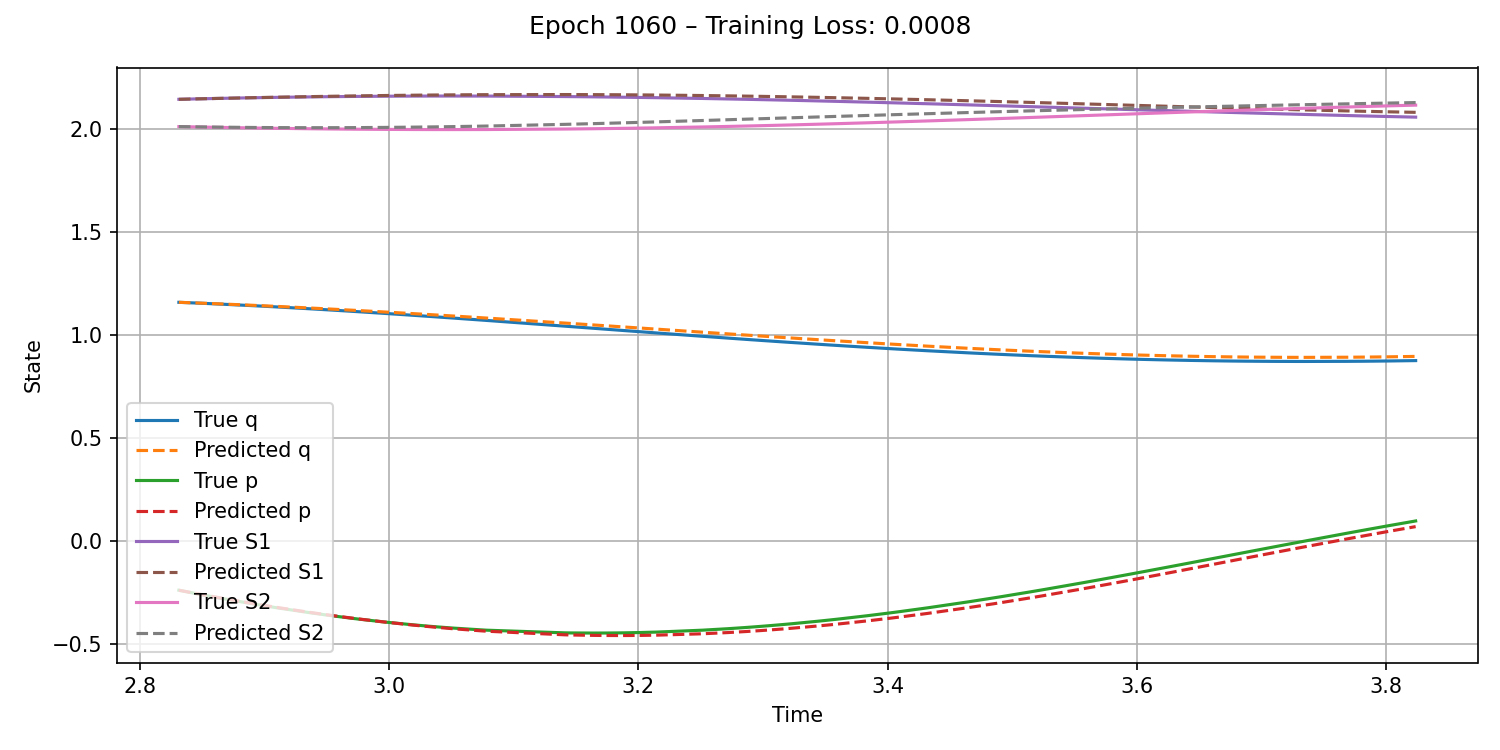 Epoch 1060 – Training Loss: 0.0008
State
2.0
1.5
1.0
0.5
0.0
−0.5
True q
Predicted q
True p
Predicted p
True S1
Predicted S1
True S2
Predicted S2
2.8 3.0 3.2 3.4 3.6 3.8
Time